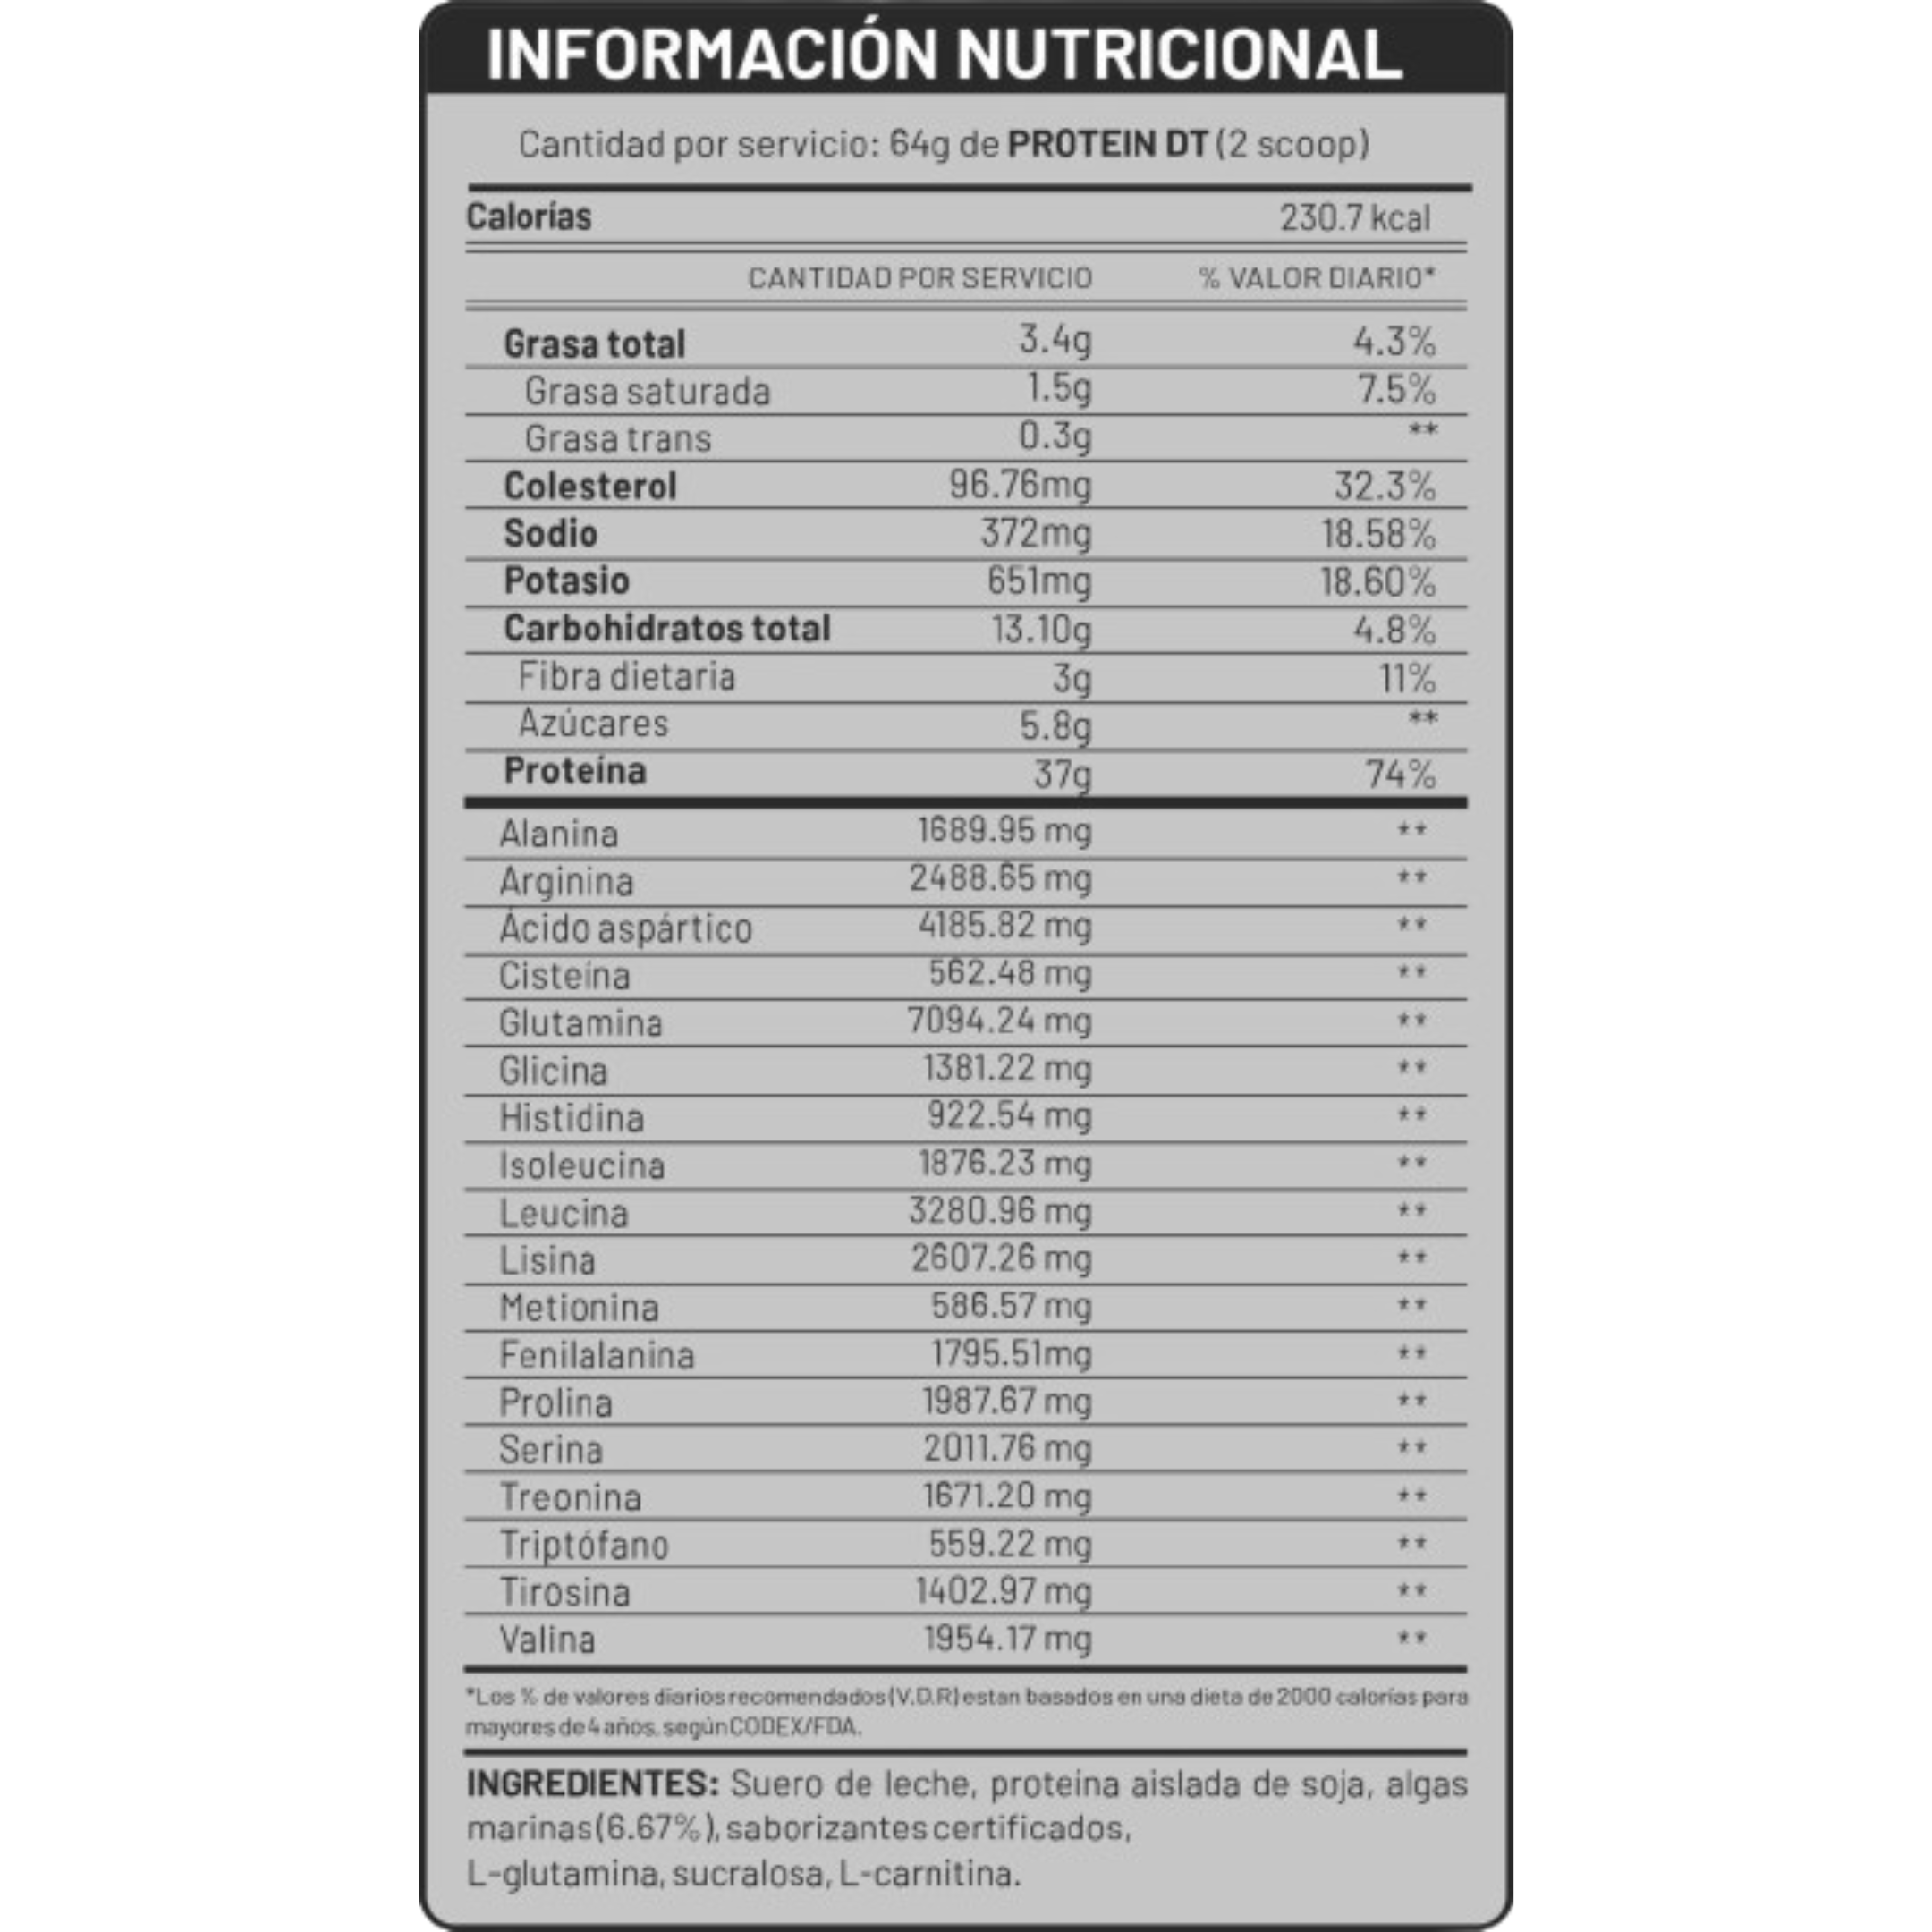 INFORMACIÓN NUTRICIONAL
Cantidad por servicio: 64g de PROTEIN DT (2 scoop)
Calorías 230.7 kcal
CANTIDAD POR SERVICIO % VALOR DIARIO*
Grasa total 3.4g 4.3%
Grasa saturada 1.5g 7.5%
Grasa trans 0.3g **
Colesterol 96.76mg 32.3%
Sodio 372mg 18.58%
Potasio 651mg 18.60%
Carbohidratos total 13.10g 4.8%
Fibra dietaria 3g 11%
Azúcares 5.8g **
Proteína 37g 74%
Alanina 1689.95 mg **
Arginina 2488.65 mg **
Ácido aspártico 4185.82 mg **
Cisteína 562.48 mg **
Glutamina 7094.24 mg **
Glicina 1381.22 mg **
Histidina 922.54 mg **
Isoleucina 1876.23 mg **
Leucina 3280.96 mg **
Lisina 2607.26 mg **
Metionina 586.57 mg **
Fenilalanina 1795.51mg **
Prolina 1987.67 mg **
Serina 2011.76 mg **
Treonina 1671.20 mg **
Triptófano 559.22 mg **
Tirosina 1402.97 mg **
Valina 1954.17 mg **
*Los % de valores diarios recomendados (V.D.R) estan basados en una dieta de 2000 calorías para
mayores de 4 años, según CODEX/FDA.
INGREDIENTES: Suero de leche, proteína aislada de soja, algas
marinas (6.67%), saborizantes certificados,
L-glutamina, sucralosa, L-carnitina.